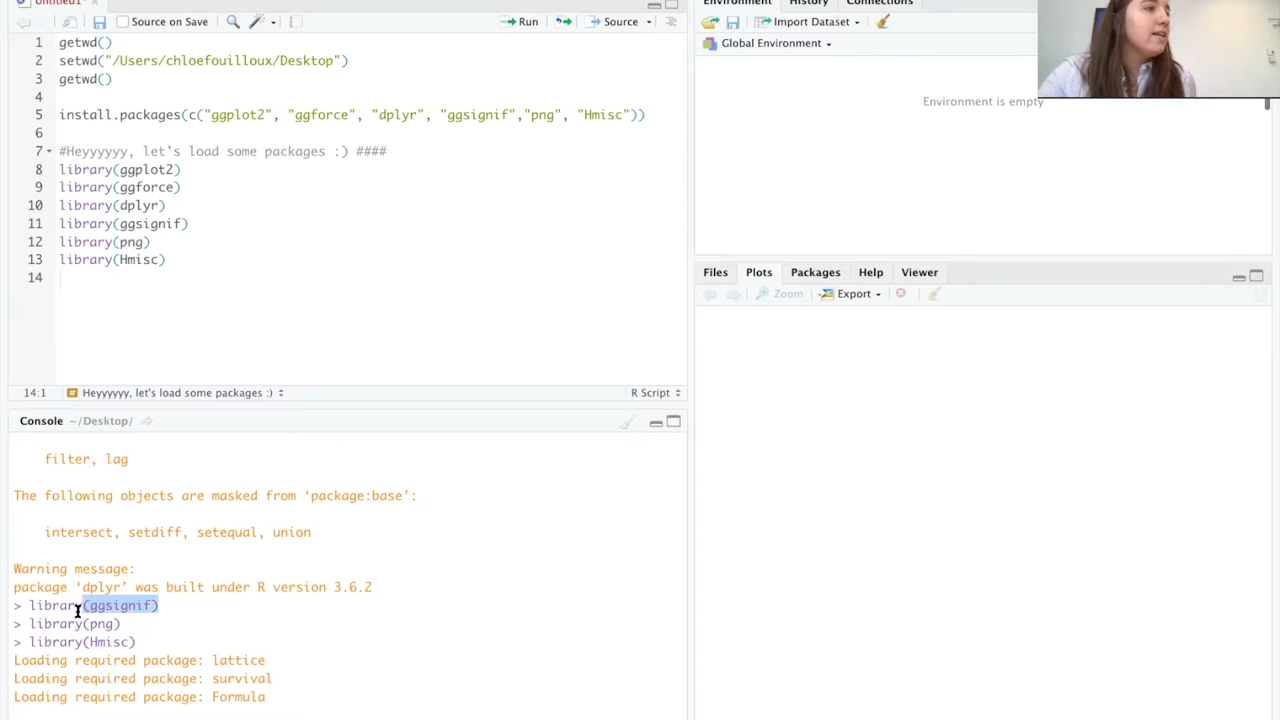 Untitled1*
Source on Save
Run
Source
1 getwd()
2 setwd("/Users/chloefouilloux/Desktop")
3 getwd()
4
5 install.packages(c("ggplot2", "ggforce", "dplyr", "ggsignif","png", "Hmisc"))
6
7 #Heyyyyyy, let's load some packages :) ####
8 library(ggplot2)
9 library(ggforce)
10 library(dplyr)
11 library(ggsignif)
12 library(png)
13 library(Hmisc)
14
14:1 # Heyyyyyy, let's load some packages :) R Script
Console ~/Desktop/
filter, lag
The following objects are masked from ‘package:base’:
intersect, setdiff, setequal, union
Warning message:
package ‘dplyr’ was built under R version 3.6.2
> library(ggsignif)
> library(png)
> library(Hmisc)
Loading required package: lattice
Loading required package: survival
Loading required package: Formula
Environment History Connections
Import Dataset
Global Environment
Environment is empty
Files Plots Packages Help Viewer
Zoom Export